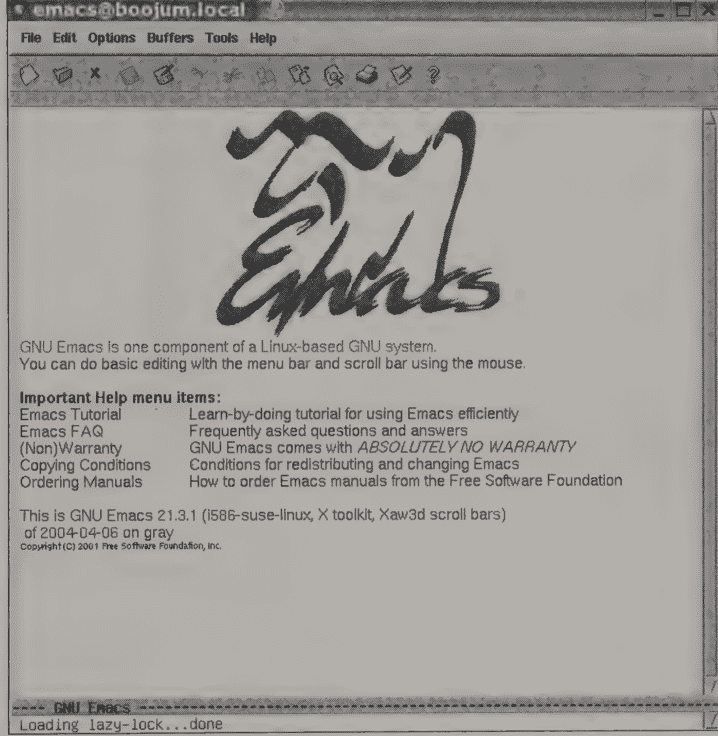 emacs@boojum.local
File Edit Options Buffers Tools Help
Emacs
GNU Emacs is one component of a Linux-based GNU system.
You can do basic editing with the menu bar and scroll bar using the mouse.
Important Help menu items:
Emacs Tutorial Learn-by-doing tutorial for using Emacs efficiently
Emacs FAQ Frequently asked questions and answers
(Non)Warranty GNU Emacs comes with ABSOLUTELY NO WARRANTY
Copying Conditions Conditions for redistributing and changing Emacs
Ordering Manuals How to order Emacs manuals from the Free Software Foundation
This is GNU Emacs 21.3.1 (i586-suse-linux, X toolkit, Xaw3d scroll bars)
of 2004-04-06 on gray
Copyright (C) 2001 Free Software Foundation, Inc.
---- GNU Emacs ----
Loading lazy-lock...done